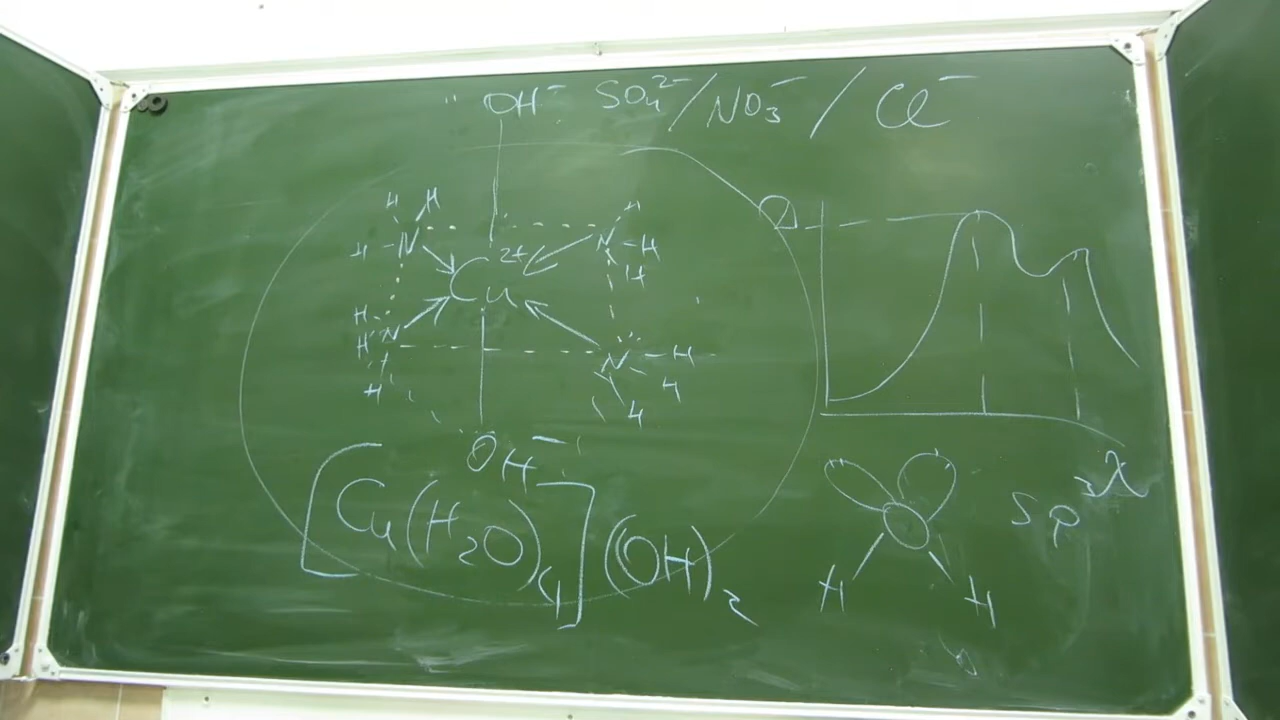 OH⁻ SO₄²⁻ / NO₃⁻ / Cl⁻
H H H
H - N N - H
H
Cu²⁺
H
H N N - H
H H
H
OH⁻
[Cu(H₂O)₄](OH)₂
D
λ
sp³
H H